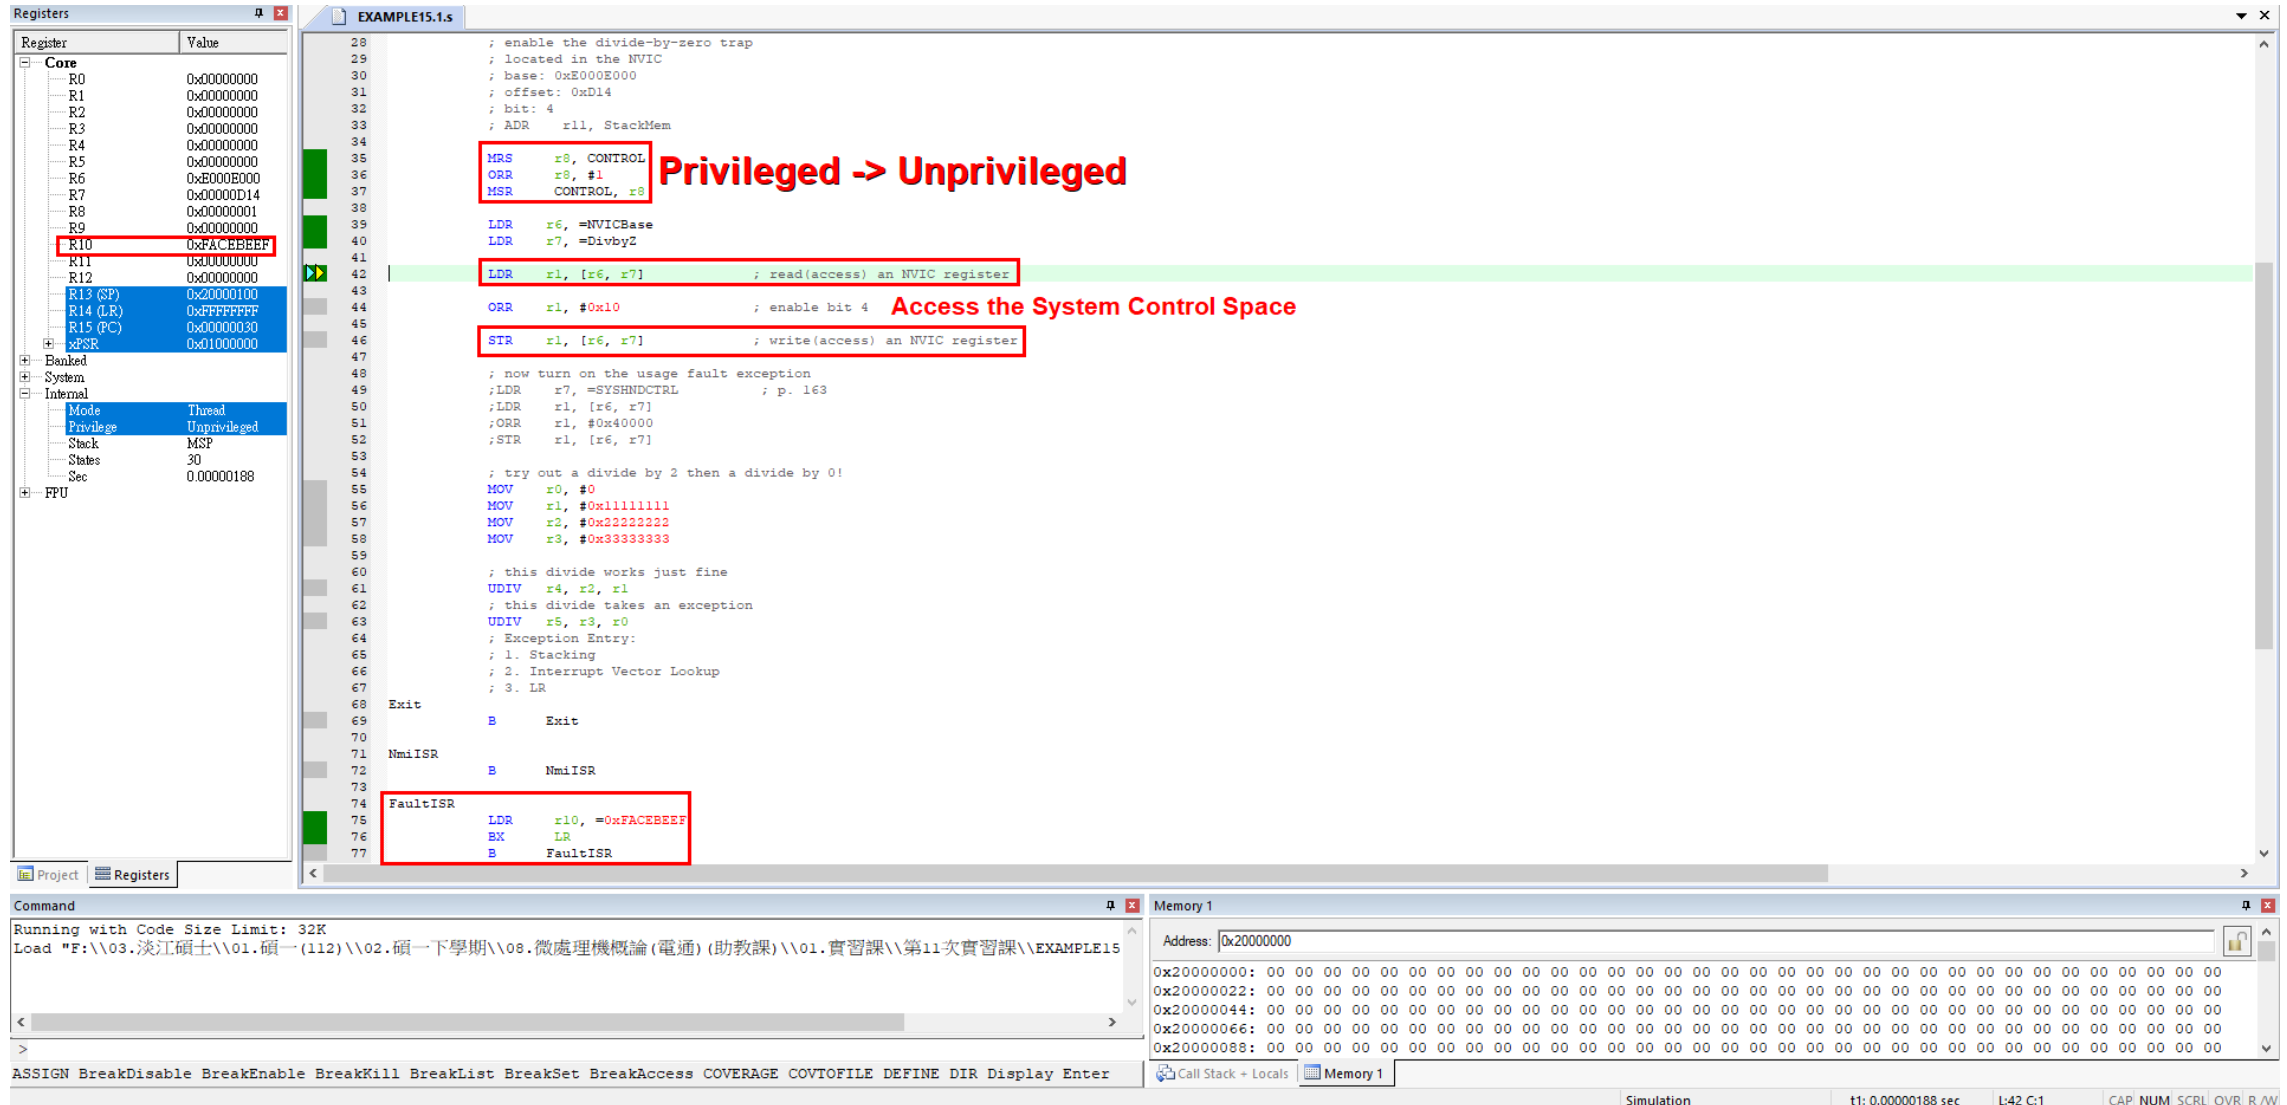 Registers
Register Value
Core
R0 0x00000000
R1 0x00000000
R2 0x00000000
R3 0x00000000
R4 0x00000000
R5 0x00000000
R6 0xE000E000
R7 0x00000D14
R8 0x00000001
R9 0x00000000
R10 0xFACEBEEF
R11 0x00000000
R12 0x00000000
R13 (SP) 0x20000100
R14 (LR) 0xFFFFFFFF
R15 (PC) 0x00000030
xPSR 0x01000000
Banked
System
Internal
Mode Thread
Privilege Unprivileged
Stack MSP
States 30
Sec 0.00000188
FPU
Project Registers
EXAMPLE15.1.s
28 ; enable the divide-by-zero trap
29 ; located in the NVIC
30 ; base: 0xE000E000
31 ; offset: 0xD14
32 ; bit: 4
33 ; ADR r11, StackMem
34
35 MRS r8, CONTROL
36 ORR r8, #1
37 MSR CONTROL, r8
Privileged -> Unprivileged
38
39 LDR r6, =NVICBase
40 LDR r7, =DivbyZ
41
42 LDR r1, [r6, r7] ; read(access) an NVIC register
43
44 ORR r1, #0x10 ; enable bit 4
Access the System Control Space
45
46 STR r1, [r6, r7] ; write(access) an NVIC register
47
48 ; now turn on the usage fault exception
49 ;LDR r7, =SYSHNDCTRL ; p. 163
50 ;LDR r1, [r6, r7]
51 ;ORR r1, #0x40000
52 ;STR r1, [r6, r7]
53
54 ; try out a divide by 2 then a divide by 0!
55 MOV r0, #0
56 MOV r1, #0x11111111
57 MOV r2, #0x22222222
58 MOV r3, #0x33333333
59
60 ; this divide works just fine
61 UDIV r4, r2, r1
62 ; this divide takes an exception
63 UDIV r5, r3, r0
64 ; Exception Entry:
65 ; 1. Stacking
66 ; 2. Interrupt Vector Lookup
67 ; 3. LR
68 Exit
69 B Exit
70
71 NmiISR
72 B NmiISR
73
74 FaultISR
75 LDR r10, =0xFACEBEEF
76 BX LR
77 B FaultISR
Command
Running with Code Size Limit: 32K
Load "F:\\03.淡江碩士\\01.碩一(112)\\02.碩一下學期\\08.微處理機概論(電通)(助教課)\\01.實習課\\第11次實習課\\EXAMPLE15
>
ASSIGN BreakDisable BreakEnable BreakKill BreakList BreakSet BreakAccess COVERAGE COVTOFILE DEFINE DIR Display Enter
Memory 1
Address: 0x20000000
0x20000000: 00 00 00 00 00 00 00 00 00 00 00 00 00 00 00 00 00 00 00 00 00 00 00 00 00 00 00 00 00 00 00 00 00 00
0x20000022: 00 00 00 00 00 00 00 00 00 00 00 00 00 00 00 00 00 00 00 00 00 00 00 00 00 00 00 00 00 00 00 00 00 00
0x20000044: 00 00 00 00 00 00 00 00 00 00 00 00 00 00 00 00 00 00 00 00 00 00 00 00 00 00 00 00 00 00 00 00 00 00
0x20000066: 00 00 00 00 00 00 00 00 00 00 00 00 00 00 00 00 00 00 00 00 00 00 00 00 00 00 00 00 00 00 00 00 00 00
0x20000088: 00 00 00 00 00 00 00 00 00 00 00 00 00 00 00 00 00 00 00 00 00 00 00 00 00 00 00 00 00 00 00 00 00 00
Call Stack + Locals Memory 1
Simulation t1: 0.00000188 sec L:42 C:1 CAP NUM SCRL OVR R/W